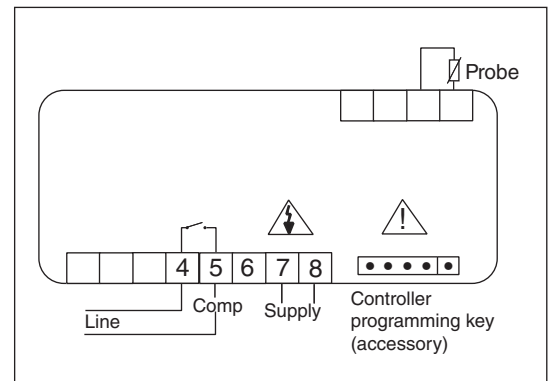 Probe
!
4 5 6 7 8
Line
Comp
Supply
Controller
programming key
(accessory)